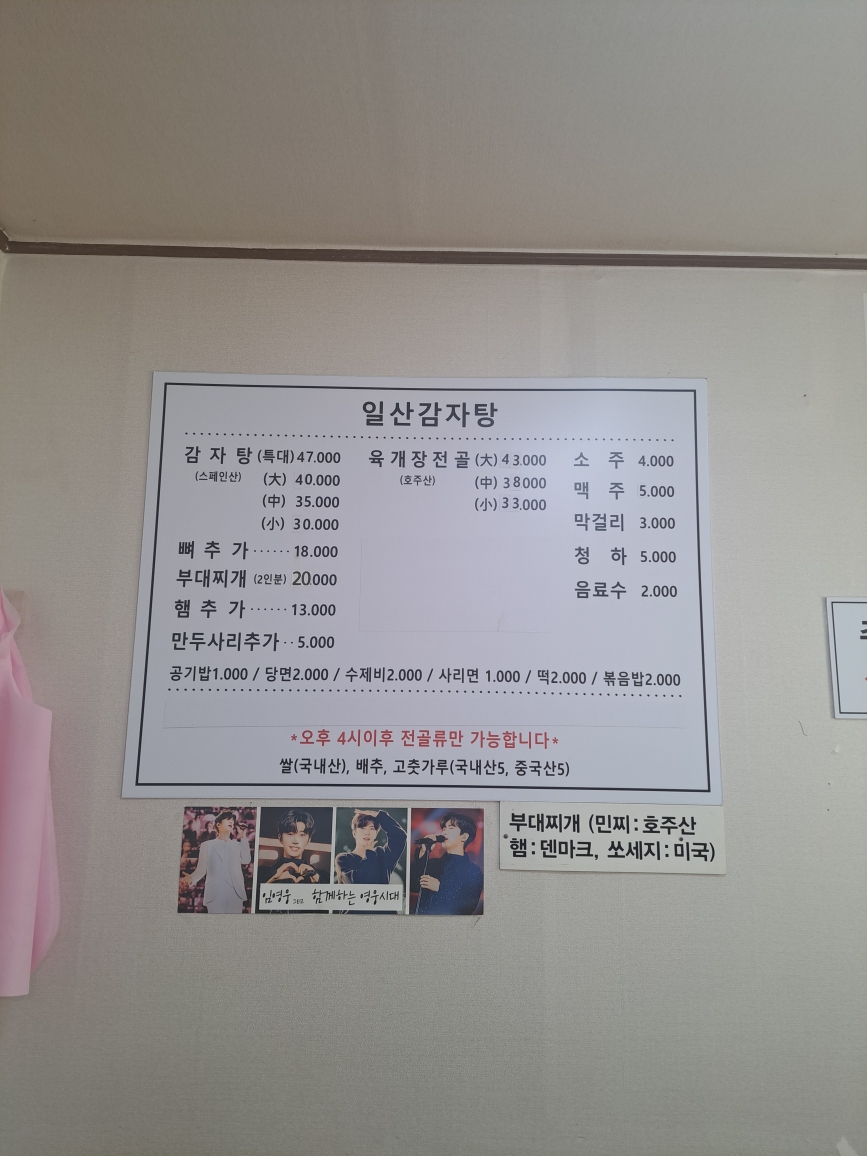 일산감자탕
감 자 탕 (특대) 47.000
(스페인산) (大) 40.000
(中) 35.000
(小) 30.000
뼈 추 가 ······ 18.000
부대찌개 (2인분) 20.000
햄 추 가 ······ 13.000
만두사리추가 ·· 5.000
육 개 장 전 골 (大) 43.000
(호주산) (中) 38000
(小) 33.000
소 주 4.000
맥 주 5.000
막걸리 3.000
청 하 5.000
음료수 2.000
공기밥1.000 / 당면2.000 / 수제비2.000 / 사리면 1.000 / 떡2.000 / 볶음밥2.000
*오후 4시이후 전골류만 가능합니다*
쌀(국내산), 배추, 고춧가루(국내산5, 중국산5)
부대찌개 (민찌:호주산
햄:덴마크, 쏘세지:미국)
임영웅 함께하는 영웅시대